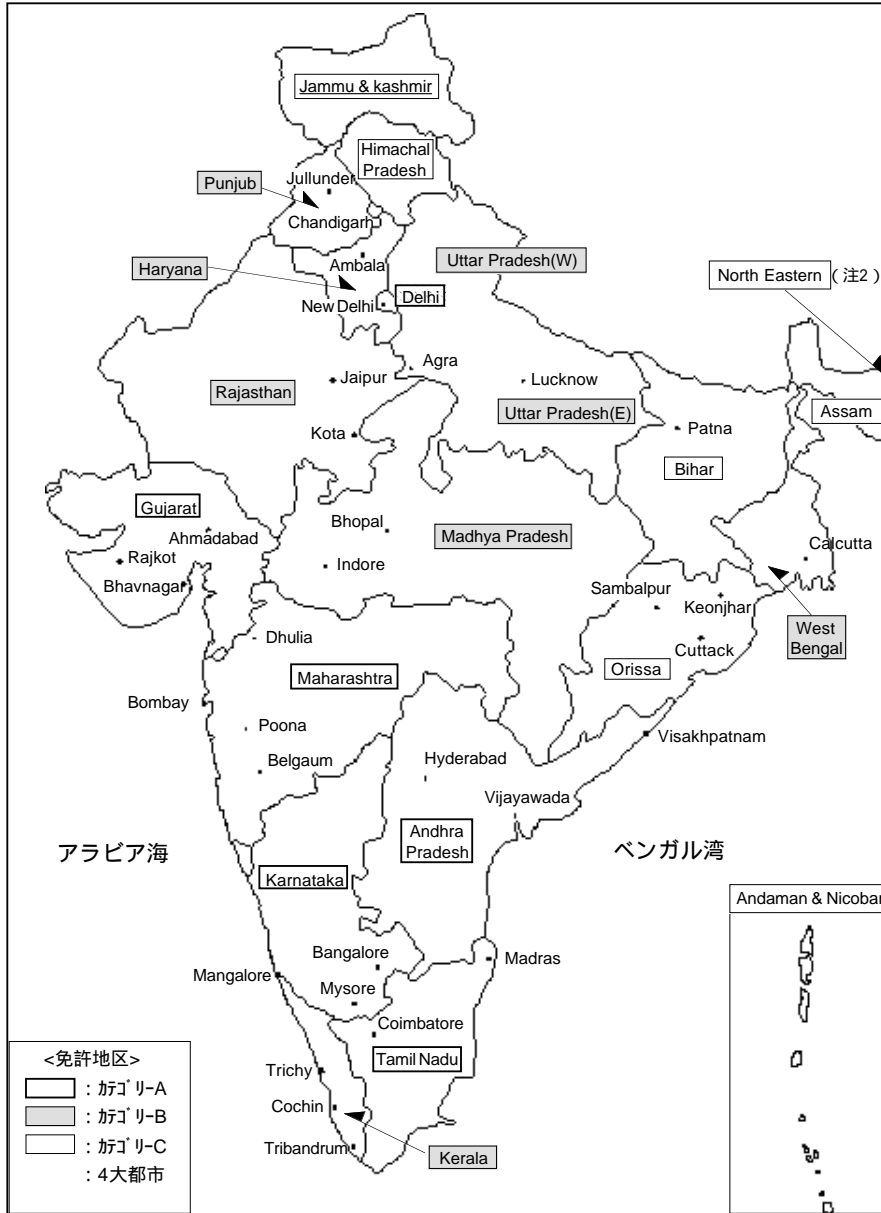 Jammu & kashmir
Himachal
Pradesh
Punjub
Jullunder
Chandigarh
Haryana
Ambala
Uttar Pradesh(W)
New Delhi
Delhi
North Eastern
(注2)
Agra
Rajasthan
Jaipur
Lucknow
Uttar Pradesh(E)
Assam
Kota
Patna
Bihar
Gujarat
Ahmadabad
Bhopal
Madhya Pradesh
Rajkot
Indore
Calcutta
Bhavnagar
Sambalpur
Keonjhar
West
Bengal
Dhulia
Cuttack
Maharashtra
Orissa
Bombay
Poona
Visakhpatnam
Belgaum
Hyderabad
Vijayawada
アラビア海
Andhra
Pradesh
ベンガル湾
Karnataka
Andaman & Nicobar
Bangalore
Madras
Mangalore
Mysore
Coimbatore
Tamil Nadu
Trichy
Cochin
Tribandrum
Kerala
<免許地区>
:カテゴリーA
:カテゴリーB
:カテゴリーC
:4大都市